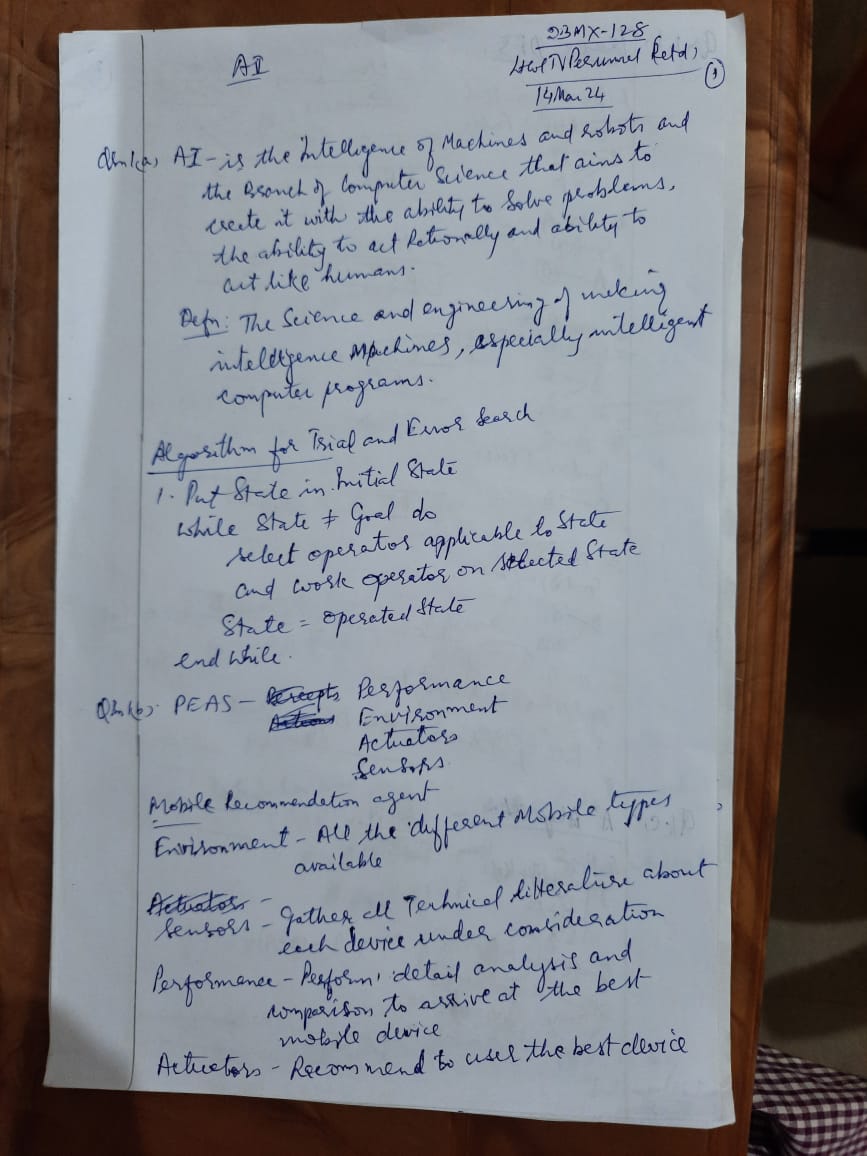 AI
23MX-128
Personnel Retd,
14 Mar 24
1
Qsn1(a) AI - is the Intelligence of Machines and robots and
the Branch of Computer Science that aims to
create it with the ability to solve problems,
the ability to act Rationally and ability to
act like humans.
Defn: The Science and engineering of making
intelligence Machines, especially intelligent
computer programs.
Algorithm for Trial and Error Search
1. Put State in Initial State
while State ≠ Goal do
select operator applicable to State
and work operator on selected State
State = operated State
end while.
Qsn1(b). PEAS - Percepts Performance
Actions Environment
Actuators
Sensors
Mobile Recommendation agent
Environment - All the different Mobile types
available
Actuators -
Sensors - Gather all Technical litterature about
each device under consideration
Performance - Perform detail analysis and
comparison to arrive at the best
mobile device
Actuators - Recommend to user the best device